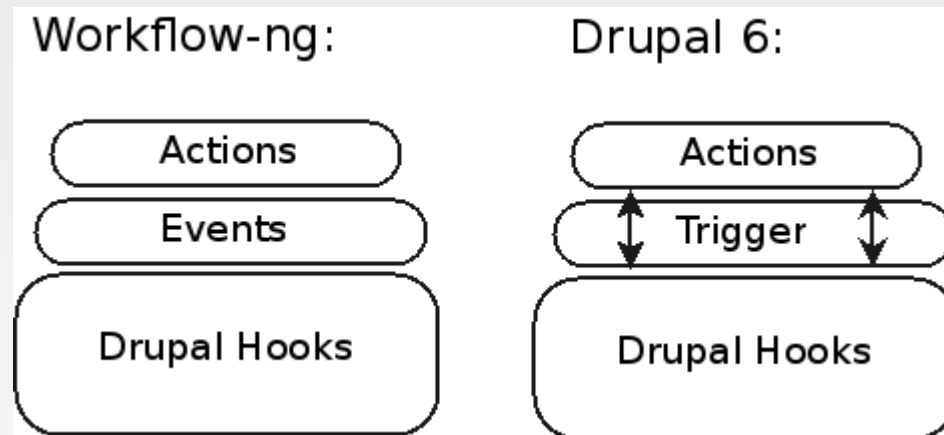 Workflow-ng:
Actions
Events
Drupal Hooks
Drupal 6:
Actions
Trigger
Drupal Hooks